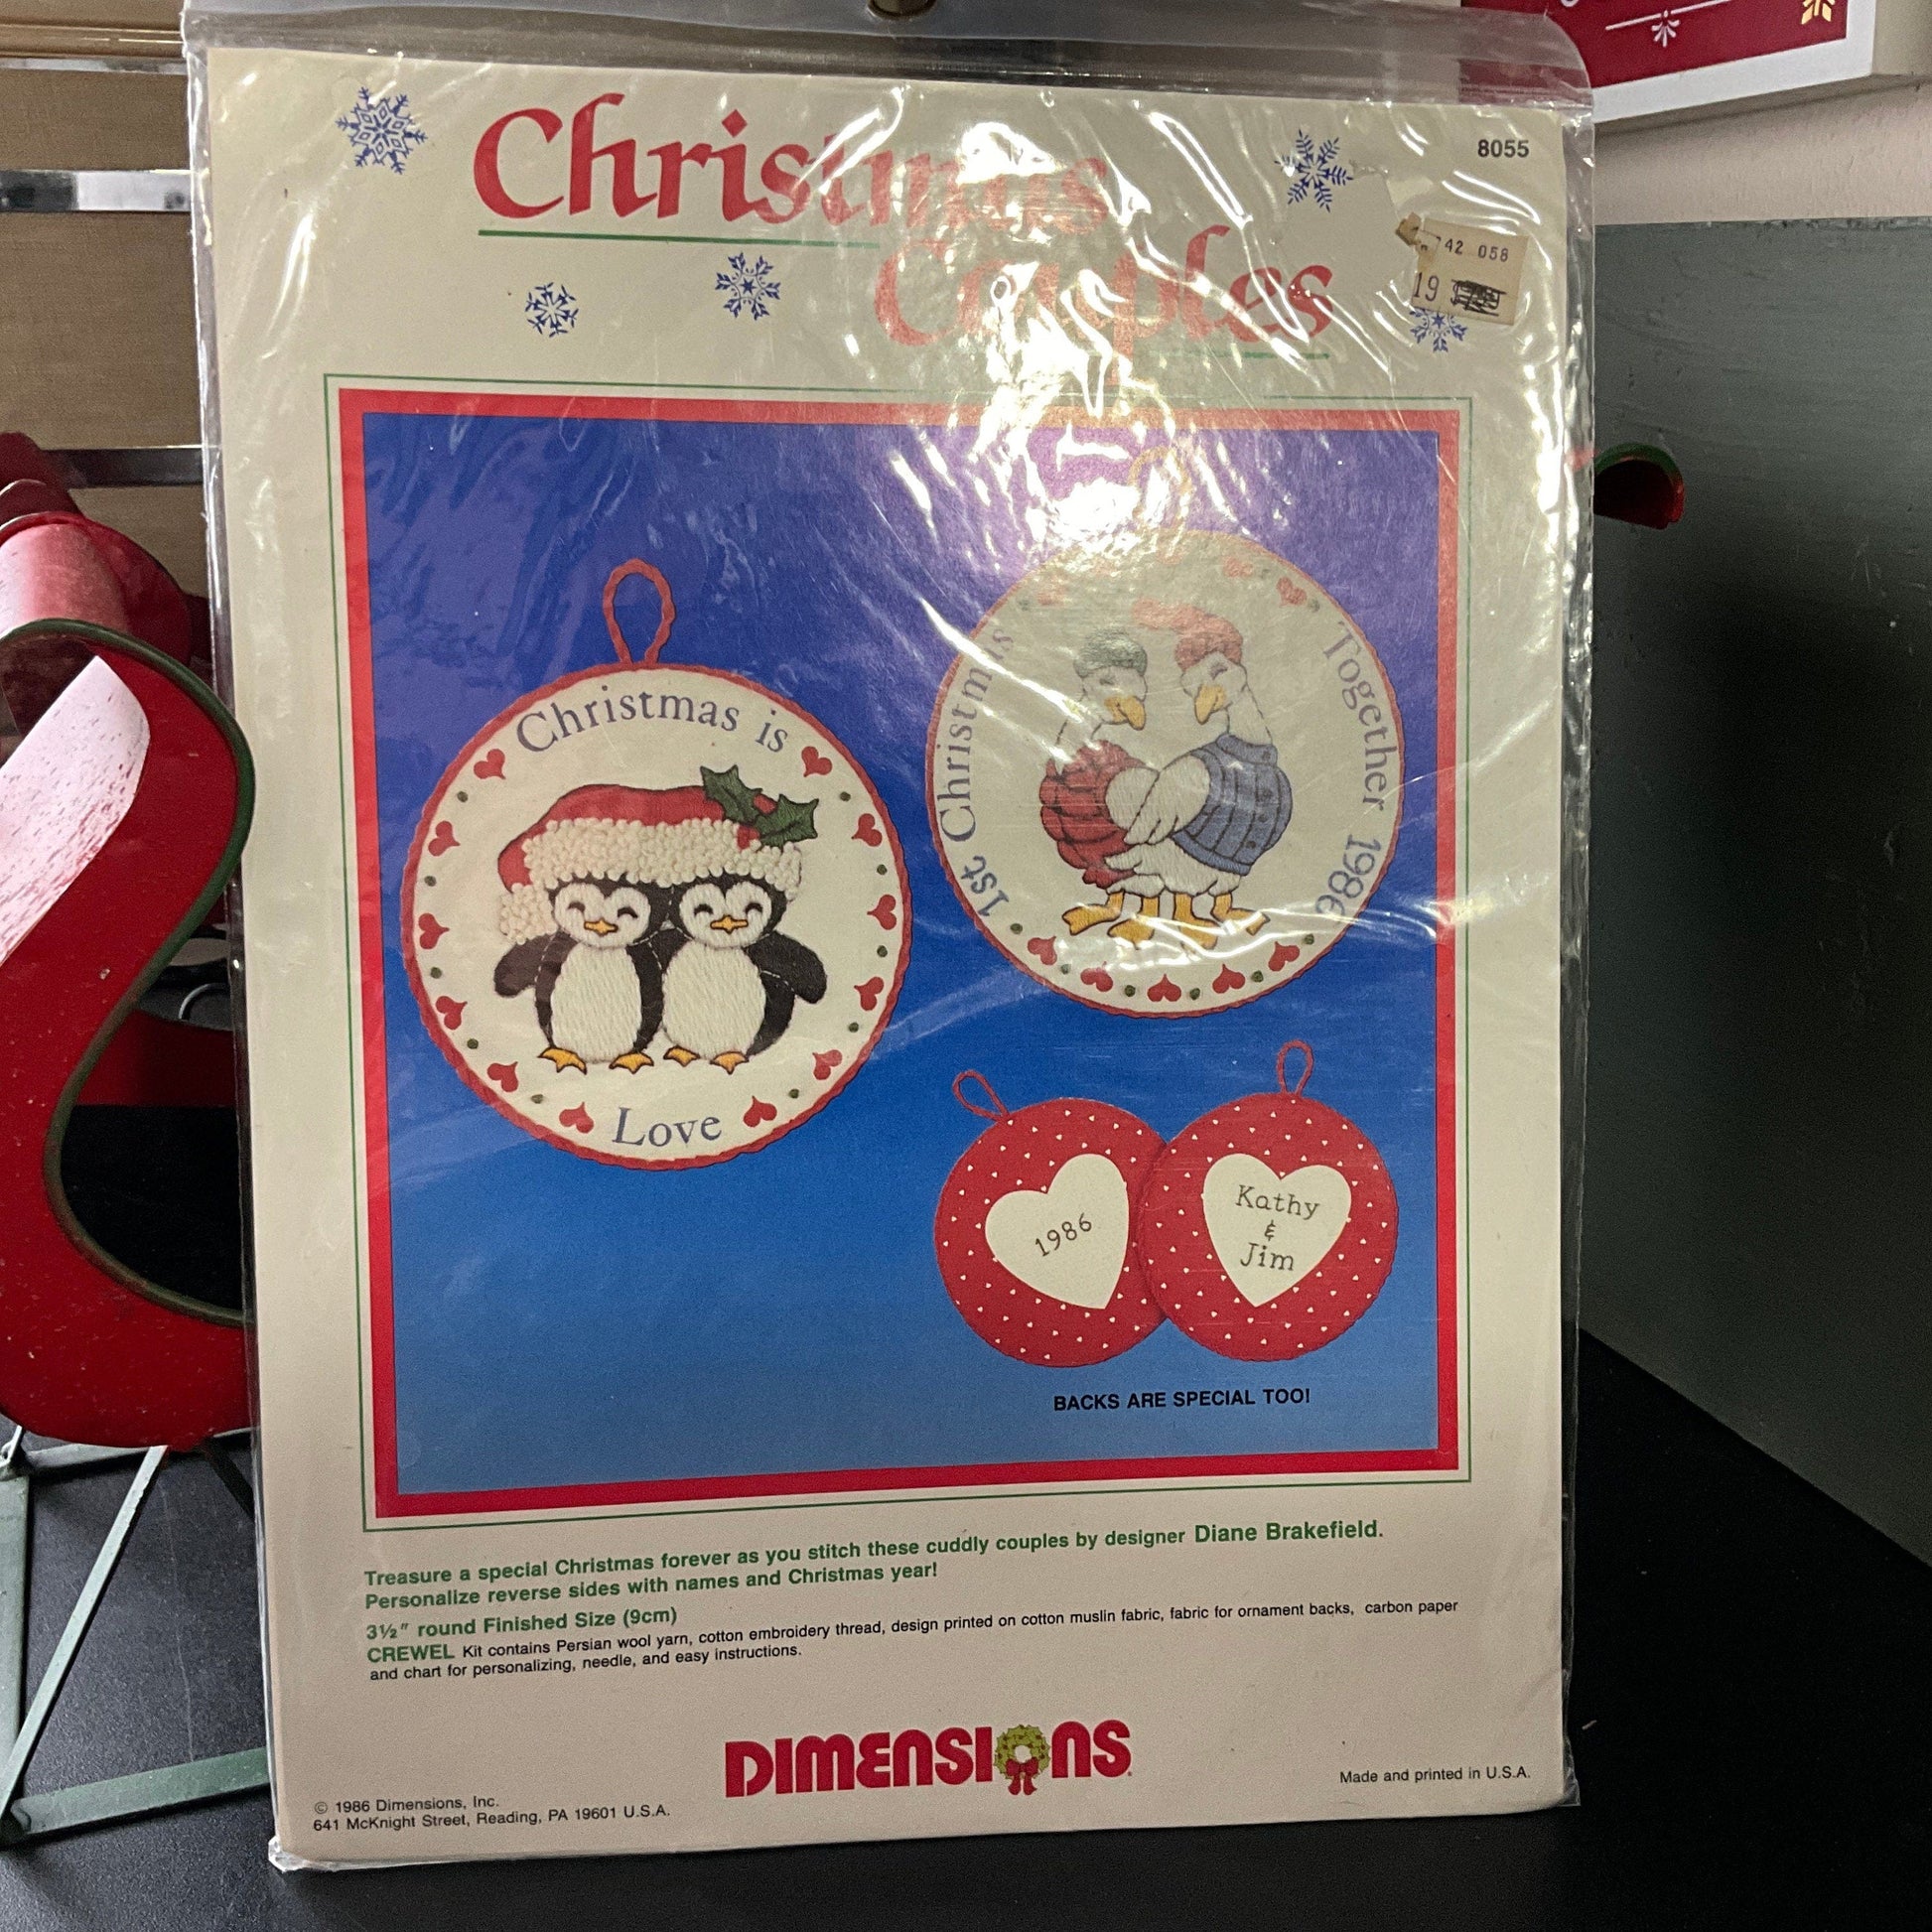 Christmas
Couples
8055
42 058
19
Christmas is
Love
1st Christmas Together 1986
1986
Kathy
&
Jim
BACKS ARE SPECIAL TOO!
Treasure a special Christmas forever as you stitch these cuddly couples by designer Diane Brakefield.
Personalize reverse sides with names and Christmas year!
3½" round Finished Size (9cm)
CREWEL Kit contains Persian wool yarn, cotton embroidery thread, design printed on cotton muslin fabric, fabric for ornament backs, carbon paper
and chart for personalizing, needle, and easy instructions.
DIMENSIONS
© 1986 Dimensions, Inc.
641 McKnight Street, Reading, PA 19601 U.S.A.
Made and printed in U.S.A.